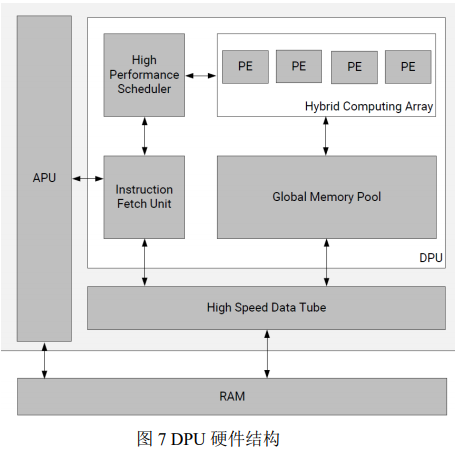 APU
High
Performance
Scheduler
PE
PE
PE
PE
Hybrid Computing Array
Instruction
Fetch Unit
Global Memory Pool
DPU
High Speed Data Tube
RAM
图 7 DPU 硬件结构